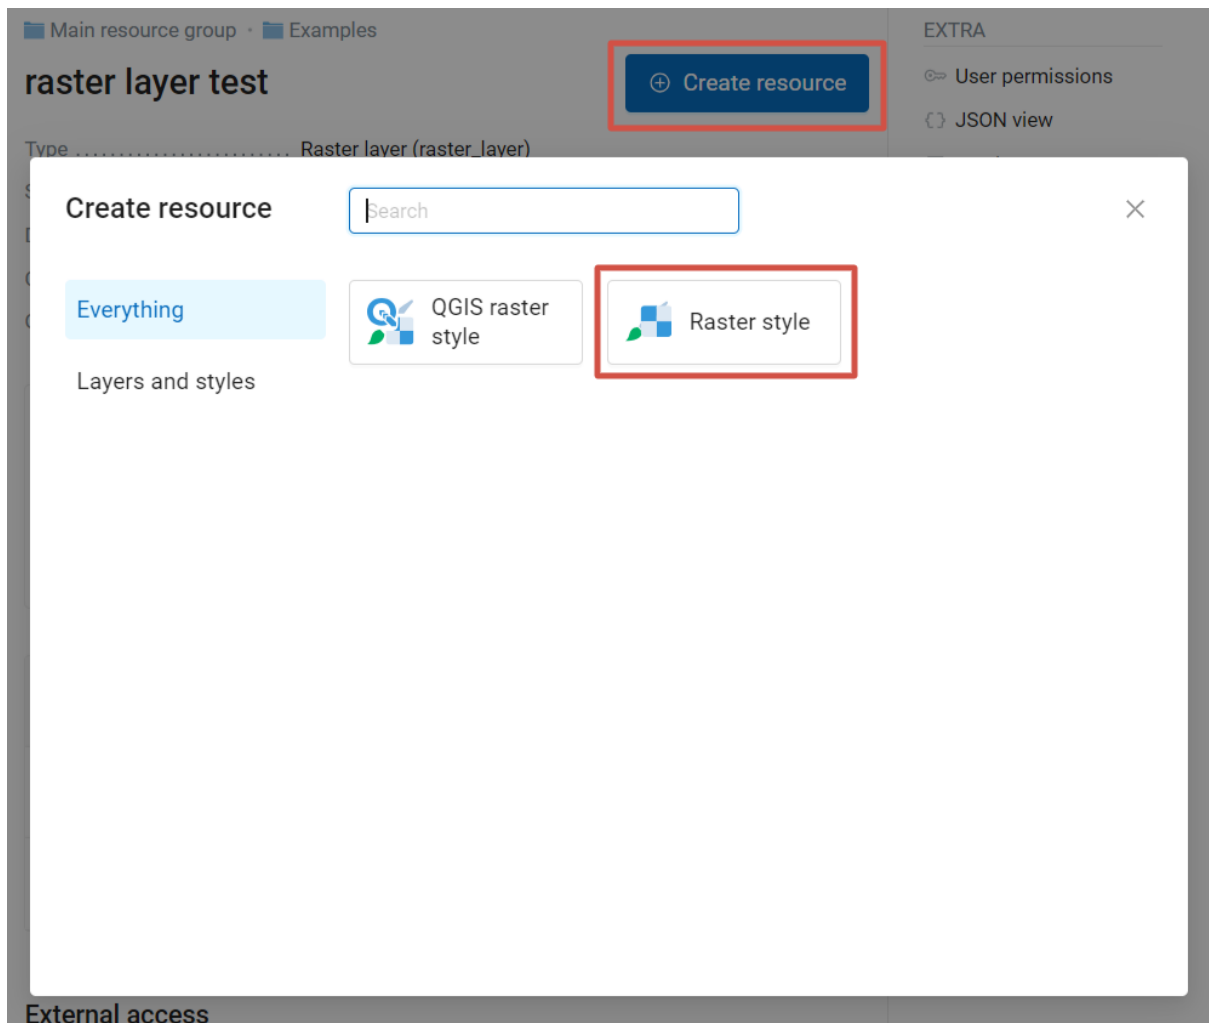 Main resource group · Examples
raster layer test
Create resource
EXTRA
User permissions
JSON view
Type ........................ Raster layer (raster_layer)
Create resource
Search
Everything
Layers and styles
QGIS raster
style
Raster style
External access